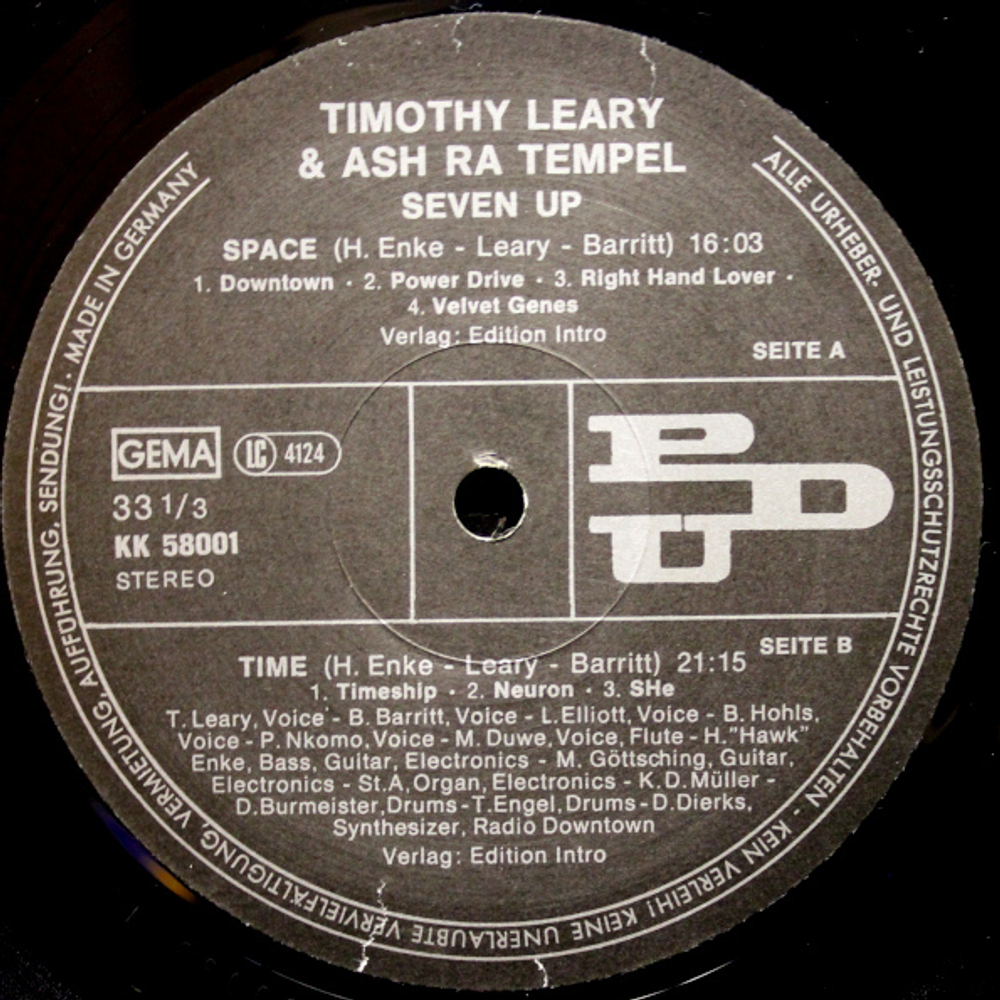 TIMOTHY LEARY
& ASH RA TEMPEL
SEVEN UP
SPACE (H. Enke - Leary - Barritt) 16:03
1. Downtown · 2. Power Drive · 3. Right Hand Lover ·
4. Velvet Genes
Verlag: Edition Intro
SEITE A
GEMA LC 4124
33 1/3
KK 58001
STEREO
PDU
SEITE B
TIME (H. Enke - Leary - Barritt) 21:15
1. Timeship · 2. Neuron · 3. SHe
T. Leary, Voice - B. Barritt, Voice - L. Elliott, Voice - B. Hohls,
Voice - P. Nkomo, Voice - M. Duwe, Voice, Flute - H. "Hawk"
Enke, Bass, Guitar, Electronics - M. Göttsching, Guitar,
Electronics - St.A, Organ, Electronics - K.D. Müller -
D. Burmeister, Drums - T. Engel, Drums - D. Dierks,
Synthesizer, Radio Downtown
Verlag: Edition Intro
ALLE URHEBER- UND LEISTUNGSSCHUTZRECHTE VORBEHALTEN · KEIN VERLEIH! KEINE UNERLAUBTE VERVIELFÄLTIGUNG, VERMIETUNG, AUFFÜHRUNG, SENDUNG! · MADE IN GERMANY